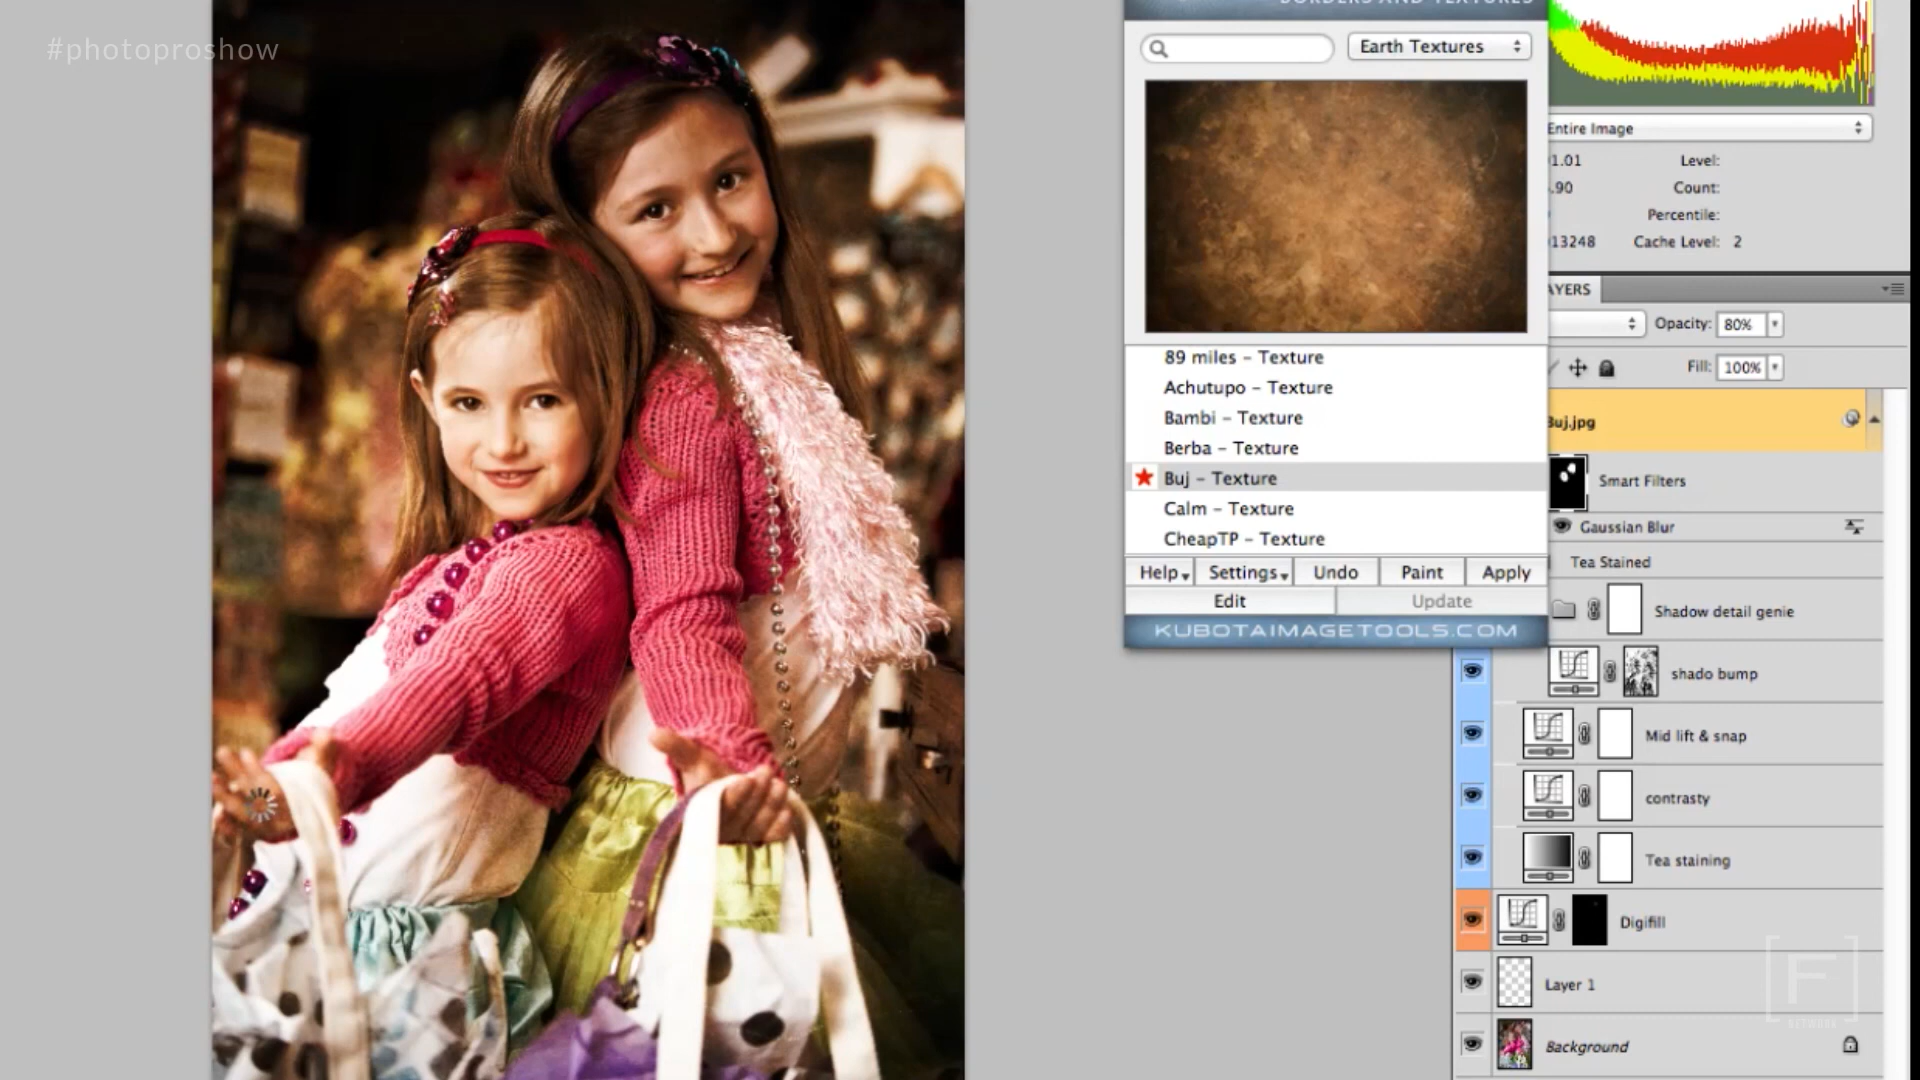 #photoproshow
BORDERS AND TEXTURES
Earth Textures
89 miles - Texture
Achutupo - Texture
Bambi - Texture
Berba - Texture
Buj - Texture
Calm - Texture
CheapTP - Texture
Help
Settings
Undo
Paint
Apply
Edit
Update
KUBOTAIMAGETOOLS.COM
Entire Image
1.01
Level:
.90
Count:
Percentile:
13248
Cache Level: 2
AYERS
Opacity: 80%
Fill: 100%
Buj.jpg
Smart Filters
Gaussian Blur
Tea Stained
Shadow detail genie
shado bump
Mid lift & snap
contrasty
Tea staining
Digifill
Layer 1
Background
F